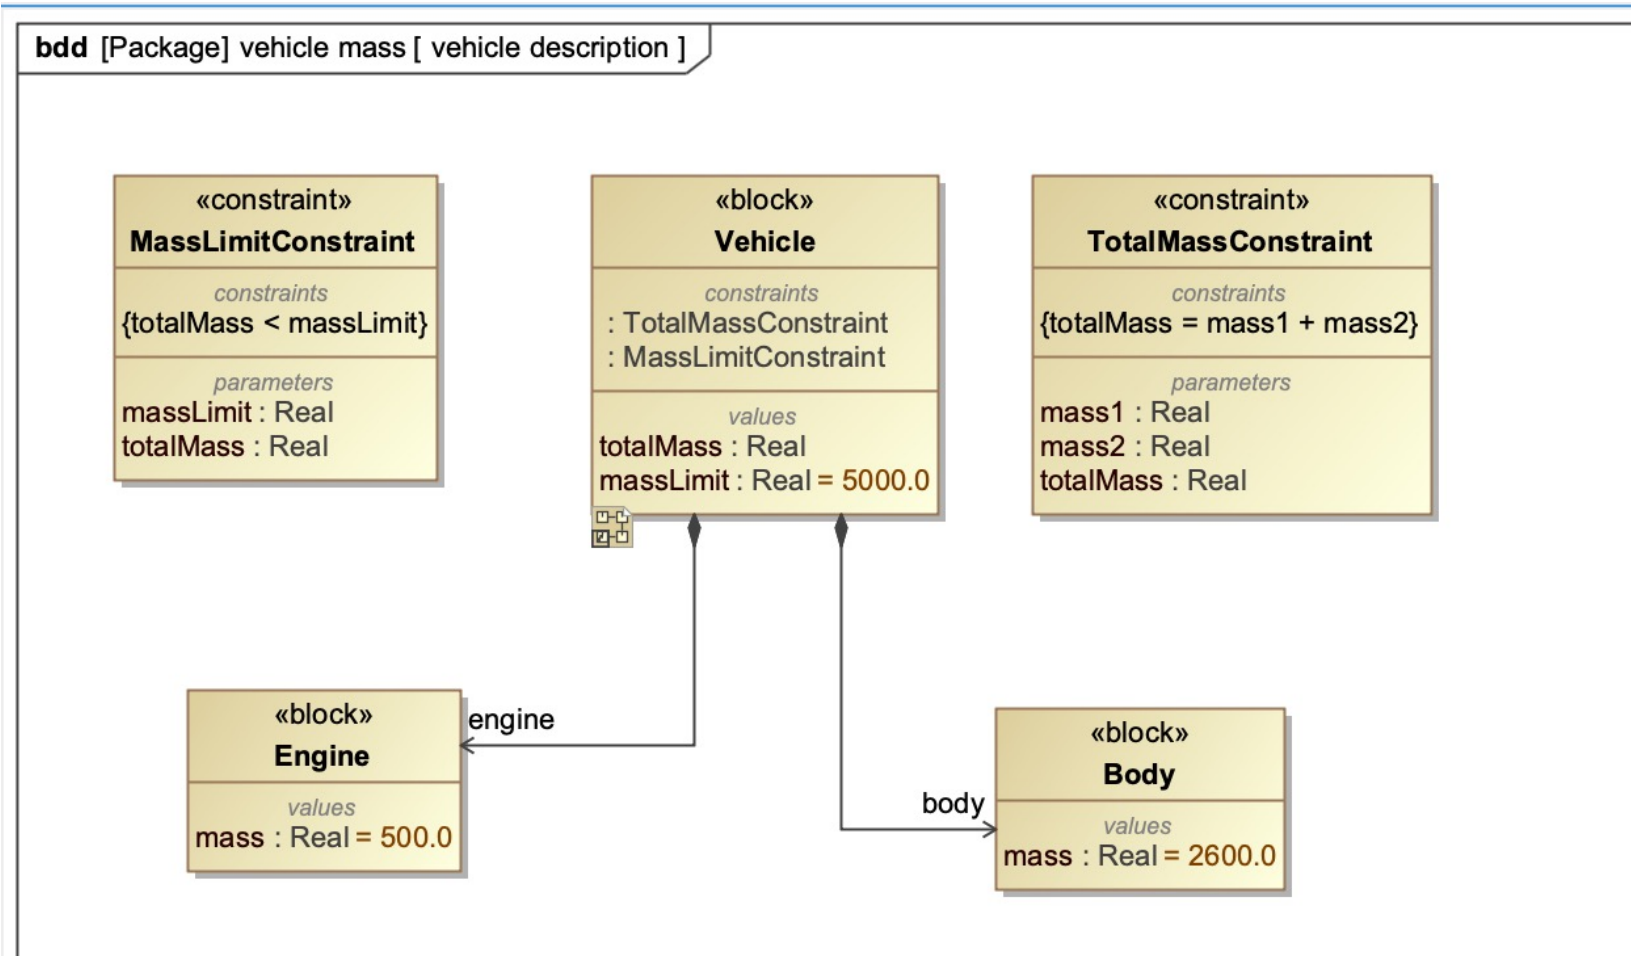 bdd [Package] vehicle mass [ vehicle description ]
«constraint»
MassLimitConstraint
constraints
{totalMass < massLimit}
parameters
massLimit : Real
totalMass : Real
«block»
Vehicle
constraints
: TotalMassConstraint
: MassLimitConstraint
values
totalMass : Real
massLimit : Real = 5000.0
«constraint»
TotalMassConstraint
constraints
{totalMass = mass1 + mass2}
parameters
mass1 : Real
mass2 : Real
totalMass : Real
«block»
Engine
values
mass : Real = 500.0
engine
body
«block»
Body
values
mass : Real = 2600.0